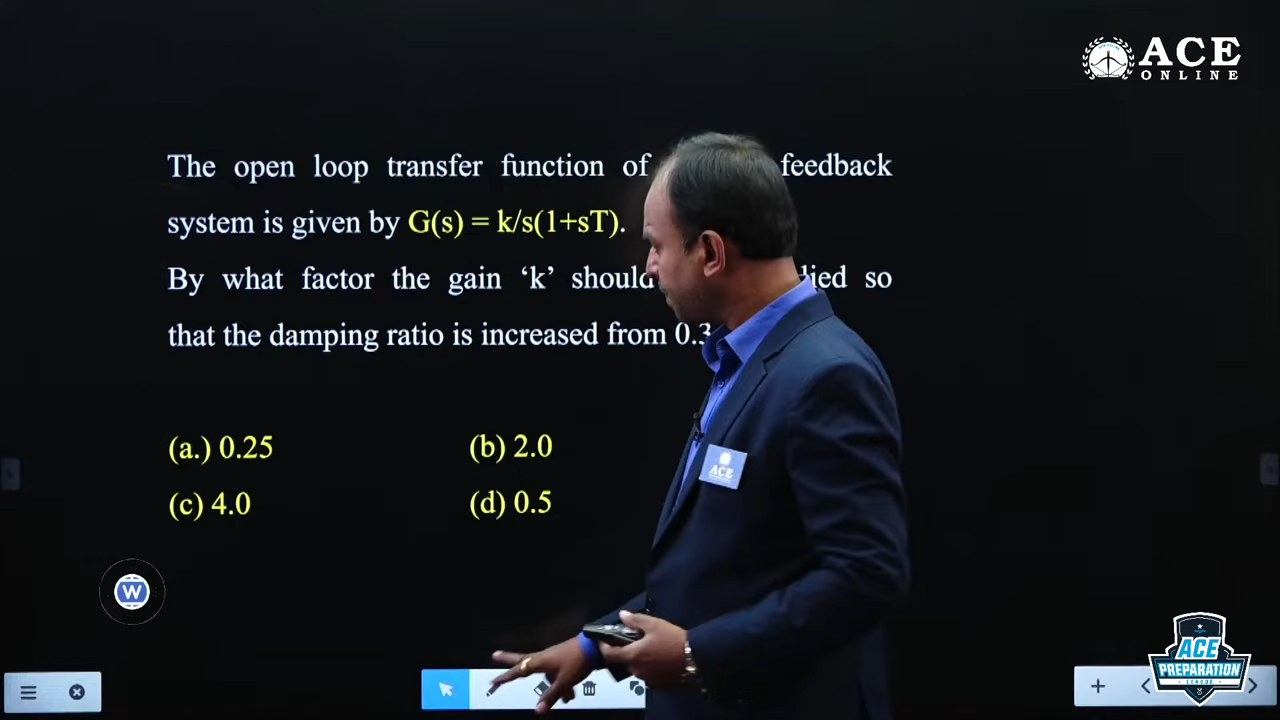 ACE
ONLINE
The open loop transfer function of feedback
system is given by G(s) = k/s(1+sT).
By what factor the gain ‘k’ should so
that the damping ratio is increased from 0.3
(a.) 0.25 (b) 2.0
(c) 4.0 (d) 0.5
ACE
W
ACE
PREPARATION
LEAGUE